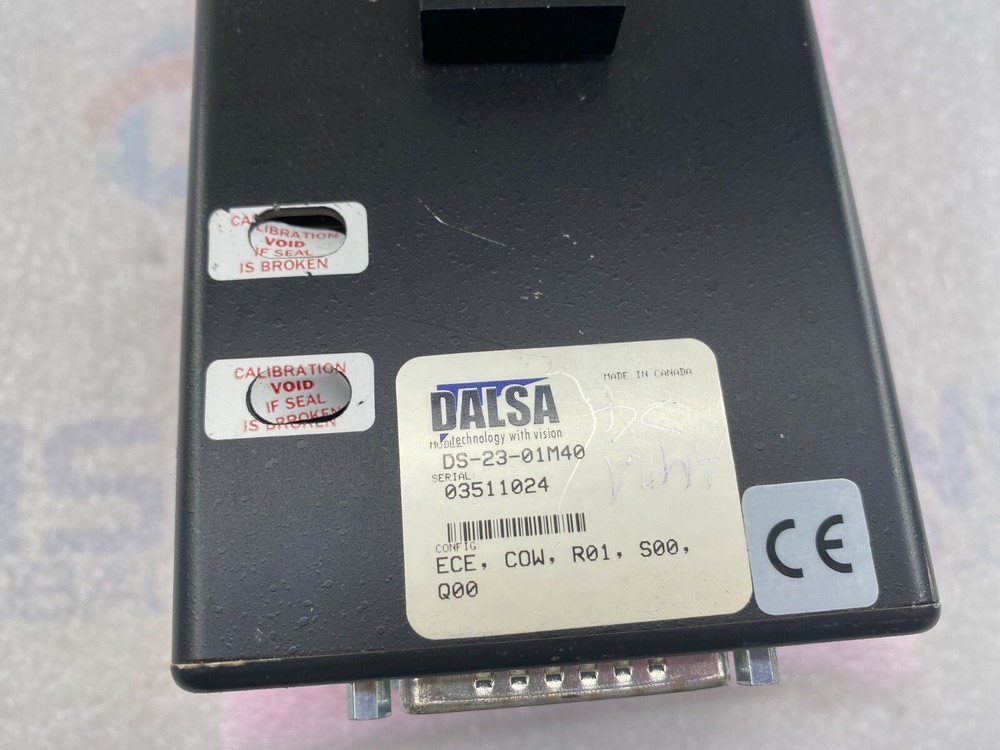 CALIBRATION
VOID
IF SEAL
IS BROKEN
CALIBRATION
VOID
IF SEAL
IS BROKEN
DALSA
MADE IN CANADA
technology with vision
DS-23-01M40
SERIAL
03511024
CONFIG:
ECE, COW, R01, S00,
Q00
CE